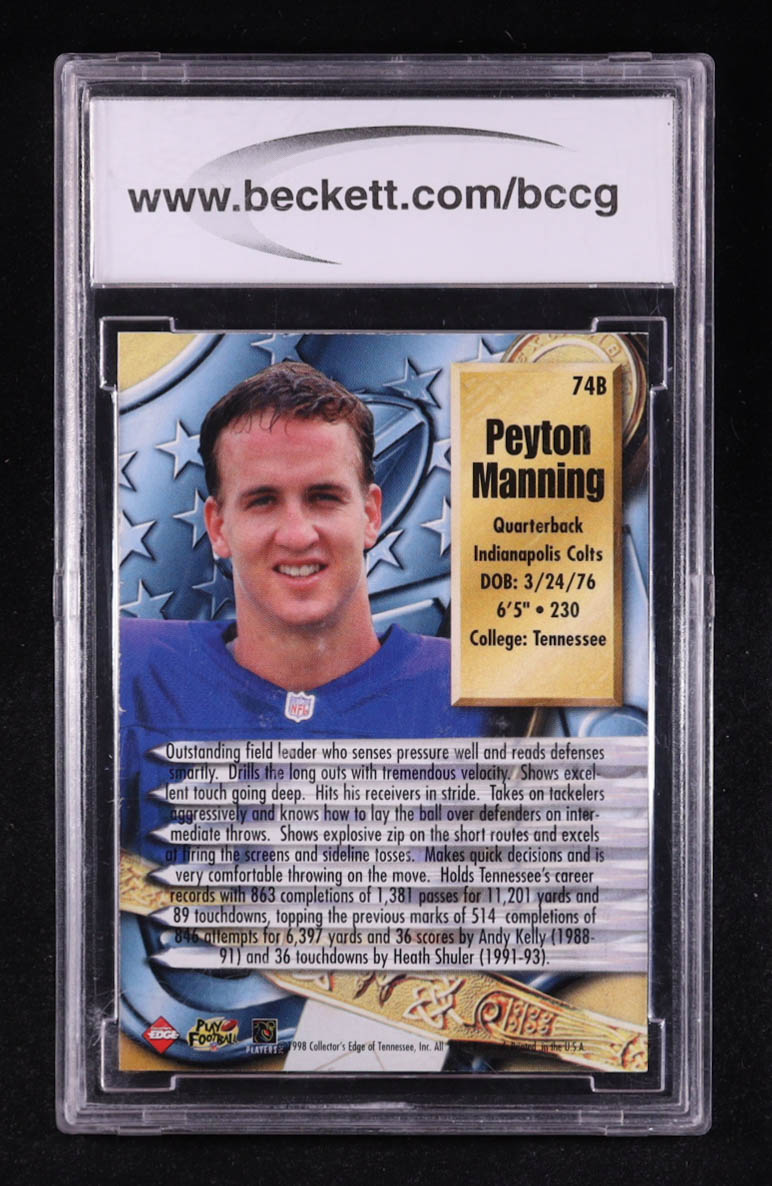 www.beckett.com/bccg
74B
Peyton
Manning
Quarterback
Indianapolis Colts
DOB: 3/24/76
6'5" • 230
College: Tennessee
NFL
Outstanding field leader who senses pressure well and reads defenses
smartly. Drills the long outs with tremendous velocity. Shows excel-
lent touch going deep. Hits his receivers in stride. Takes on tackelers
aggressively and knows how to lay the ball over defenders on inter-
mediate throws. Shows explosive zip on the short routes and excels
at firing the screens and sideline tosses. Makes quick decisions and is
very comfortable throwing on the move. Holds Tennessee's career
records with 863 completions of 1,381 passes for 11,201 yards and
89 touchdowns, topping the previous marks of 514 completions of
846 attempts for 6,397 yards and 36 scores by Andy Kelly (1988-
91) and 36 touchdowns by Heath Shuler (1991-93).
EDGE
PLAY
FOOTBALL
PLAYERS
1998 Collector's Edge of Tennessee, Inc. All
Printed in the U.S.A.